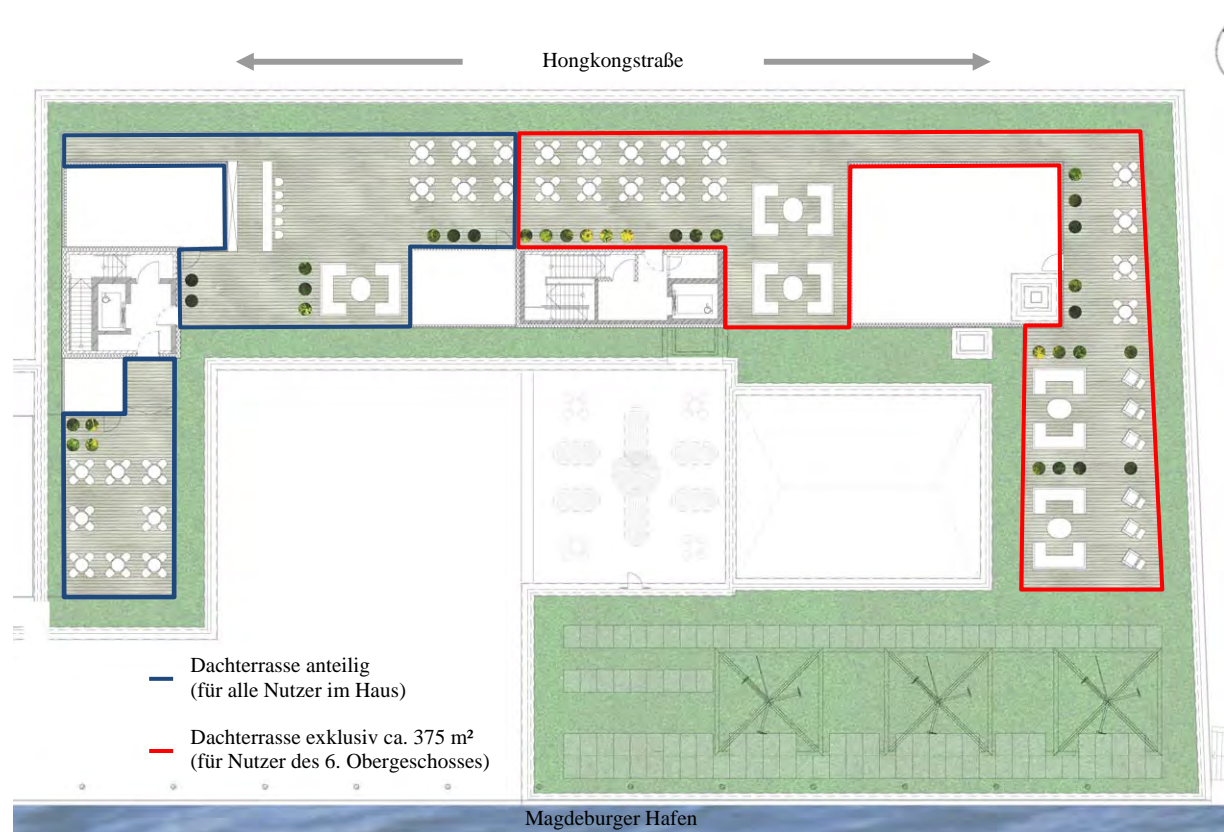 Hongkongstraße
Dachterrasse anteilig
(für alle Nutzer im Haus)
Dachterrasse exklusiv ca. 375 m²
(für Nutzer des 6. Obergeschosses)
Magdeburger Hafen